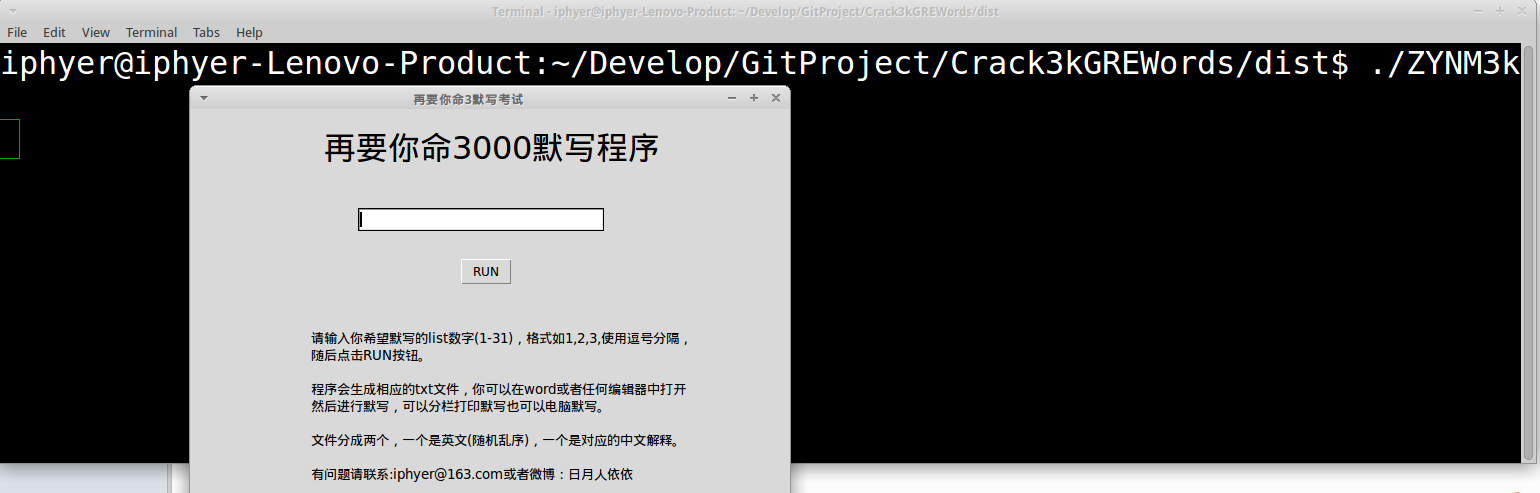 Terminal - iphyer@iphyer-Lenovo-Product: ~/Develop/GitProject/Crack3kGREWords/dist
File Edit View Terminal Tabs Help
iphyer@iphyer-Lenovo-Product:~/Develop/GitProject/Crack3kGREWords/dist$ ./ZYNM3k
再要你命3默写考试
再要你命3000默写程序
RUN
请输入你希望默写的list数字(1-31)，格式如1,2,3,使用逗号分隔，
随后点击RUN按钮。
程序会生成相应的txt文件，你可以在word或者任何编辑器中打开
然后进行默写，可以分栏打印默写也可以电脑默写。
文件分成两个，一个是英文(随机乱序)，一个是对应的中文解释。
有问题请联系:iphyer@163.com或者微博：日月人依依